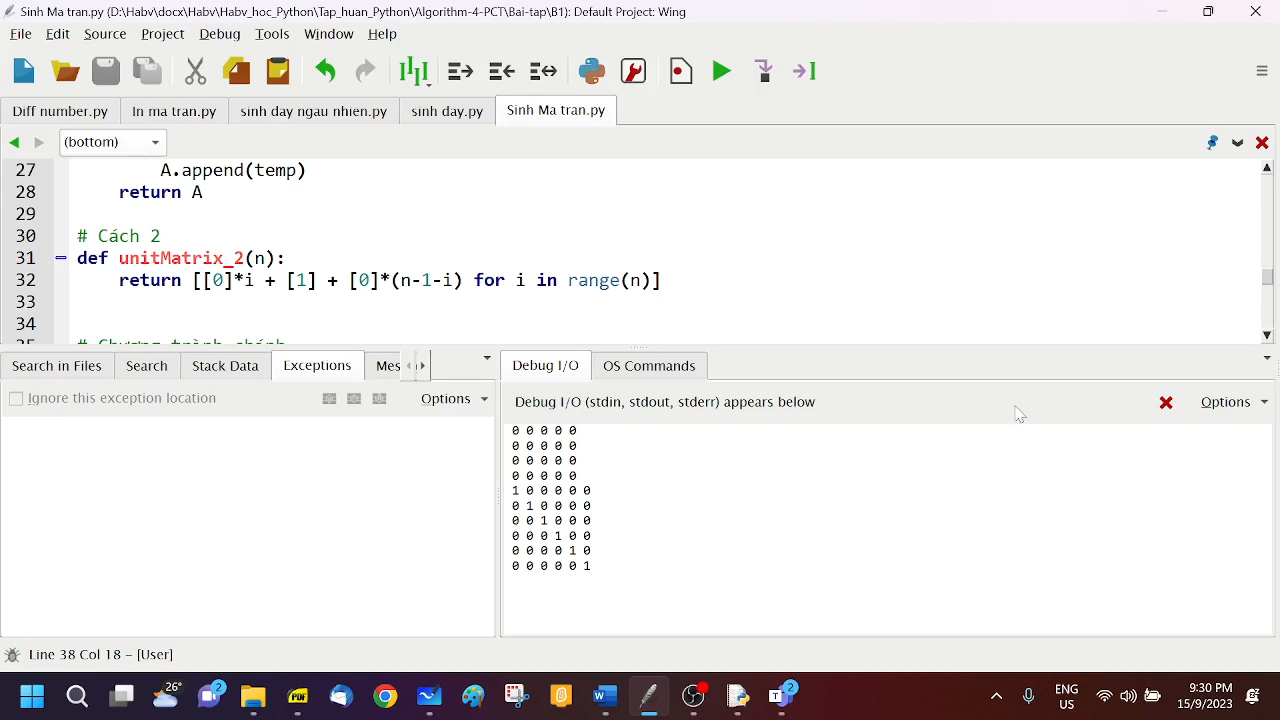 Sinh Ma tran.py (D:\Habv\docx\Habv\Habv_hoc_Python\Tap_huan_Python\Algorithm-4-PCT\Bai-tap\B1): Default Project: Wing
File Edit Source Project Debug Tools Window Help
Diff number.py In ma tran.py sinh day ngau nhien.py sinh day.py Sinh Ma tran.py
(bottom)
27 A.append(temp)
28 return A
29
30 # Cách 2
31 def unitMatrix_2(n):
32 return [[0]*i + [1] + [0]*(n-1-i) for i in range(n)]
33
34
35 # Chương trình chính
Search in Files Search Stack Data Exceptions Mes
Debug I/O OS Commands
Ignore this exception location Options
Debug I/O (stdin, stdout, stderr) appears below Options
0 0 0 0 0
0 0 0 0 0
0 0 0 0 0
0 0 0 0 0
1 0 0 0 0 0
0 1 0 0 0 0
0 0 1 0 0 0
0 0 0 1 0 0
0 0 0 0 1 0
0 0 0 0 0 1
Line 38 Col 18 – [User]
26°
2
PDF
2
ENG
US
9:30 PM
15/9/2023